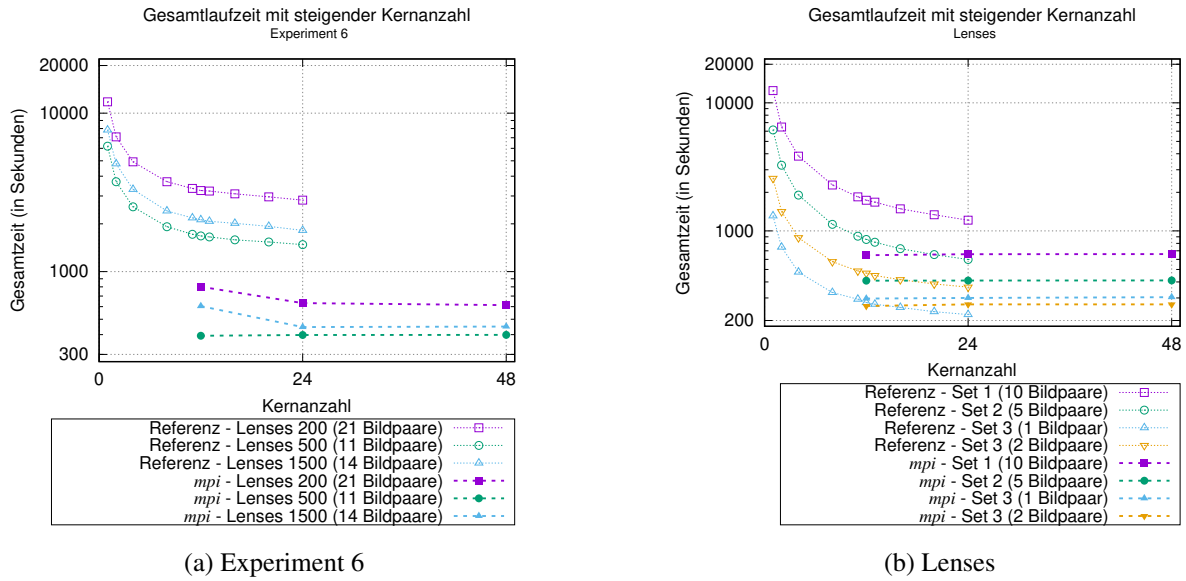 Gesamtlaufzeit mit steigender Kernanzahl
Experiment 6
20000
10000
1000
300
Gesamtzeit (in Sekunden)
0
24
48
Kernanzahl
Referenz - Lenses 200 (21 Bildpaare)
Referenz - Lenses 500 (11 Bildpaare)
Referenz - Lenses 1500 (14 Bildpaare)
mpi - Lenses 200 (21 Bildpaare)
mpi - Lenses 500 (11 Bildpaare)
mpi - Lenses 1500 (14 Bildpaare)
(a) Experiment 6
Gesamtlaufzeit mit steigender Kernanzahl
Lenses
20000
10000
1000
200
Gesamtzeit (in Sekunden)
0
24
48
Kernanzahl
Referenz - Set 1 (10 Bildpaare)
Referenz - Set 2 (5 Bildpaare)
Referenz - Set 3 (1 Bildpaar)
Referenz - Set 3 (2 Bildpaare)
mpi - Set 1 (10 Bildpaare)
mpi - Set 2 (5 Bildpaare)
mpi - Set 3 (1 Bildpaar)
mpi - Set 3 (2 Bildpaare)
(b) Lenses